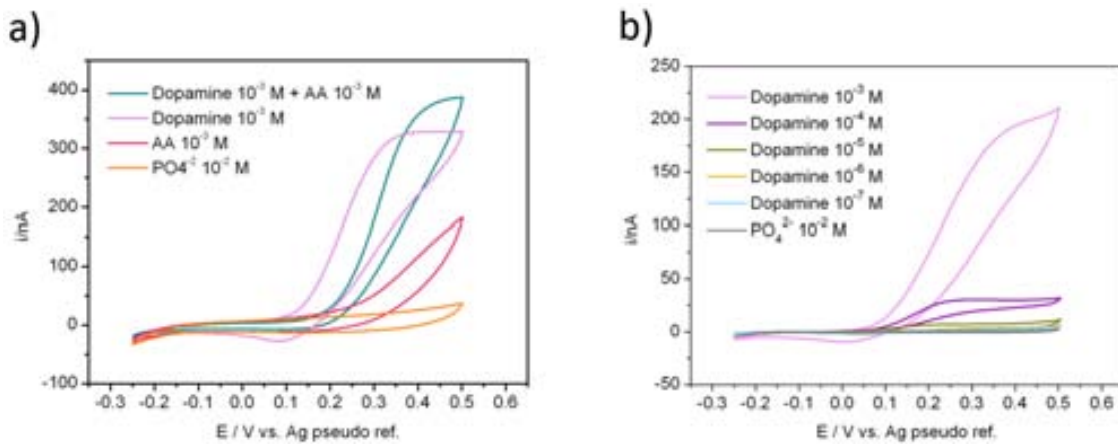 a)
400
300
200
100
0
-100
i/nA
Dopamine 10⁻³ M + AA 10⁻³ M
Dopamine 10⁻³ M
AA 10⁻³ M
PO4⁻² 10⁻² M
-0.3 -0.2 -0.1 0.0 0.1 0.2 0.3 0.4 0.5 0.6
E / V vs. Ag pseudo ref.
b)
250
200
150
100
50
0
-50
i/nA
Dopamine 10⁻³ M
Dopamine 10⁻⁴ M
Dopamine 10⁻⁵ M
Dopamine 10⁻⁶ M
Dopamine 10⁻⁷ M
PO₄²⁻ 10⁻² M
-0.3 -0.2 -0.1 0.0 0.1 0.2 0.3 0.4 0.5 0.6
E / V vs. Ag pseudo ref.